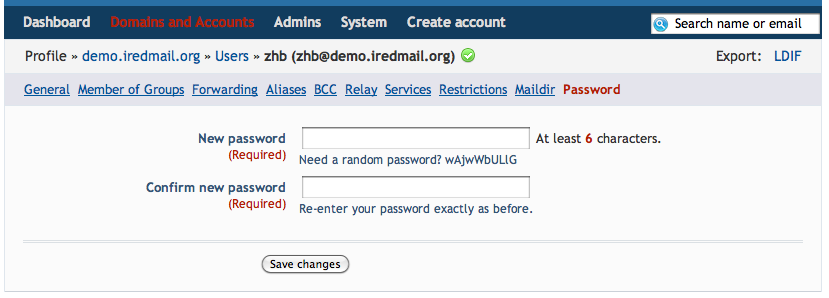 Dashboard Domains and Accounts Admins System Create account Search name or email
Profile » demo.iredmail.org » Users » zhb (zhb@demo.iredmail.org) Export: LDIF
General Member of Groups Forwarding Aliases BCC Relay Services Restrictions Maildir Password
New password At least 6 characters.
(Required) Need a random password? wAjwWbULlG
Confirm new password
(Required) Re-enter your password exactly as before.
Save changes